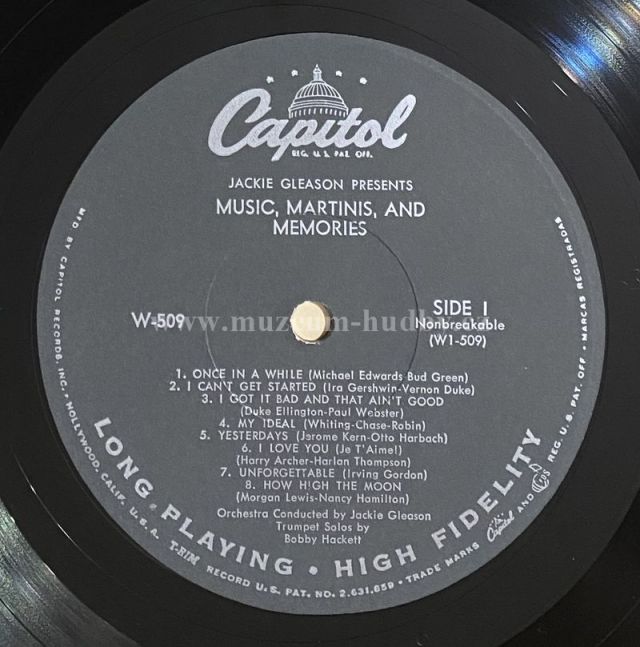 Capitol
REG. U.S. PAT. OFF.
JACKIE GLEASON PRESENTS
MUSIC, MARTINIS, AND
MEMORIES
W-509
SIDE 1
Nonbreakable
(W1-509)
www.muzeum-hudby.cz
1. ONCE IN A WHILE (Michael Edwards Bud Green)
2. I CAN'T GET STARTED (Ira Gershwin-Vernon Duke)
3. I GOT IT BAD AND THAT AIN'T GOOD
(Duke Ellington-Paul Webster)
4. MY IDEAL (Whiting-Chase-Robin)
5. YESTERDAYS (Jerome Kern-Otto Harbach)
6. I LOVE YOU (Je T'Aime!)
(Harry Archer-Harlan Thompson)
7. UNFORGETTABLE (Irving Gordon)
8. HOW HIGH THE MOON
(Morgan Lewis-Nancy Hamilton)
Orchestra Conducted by Jackie Gleason
Trumpet Solos by
Bobby Hackett
LONG PLAYING • HIGH FIDELITY
MFD. BY CAPITOL RECORDS, INC., HOLLYWOOD, CALIF. U.S.A. T-RIM RECORD U.S. PAT. NO. 2,631,859 • TRADE MARKS Capitol AND REG. U.S. PAT. OFF. • MARCAS REGISTRADAS